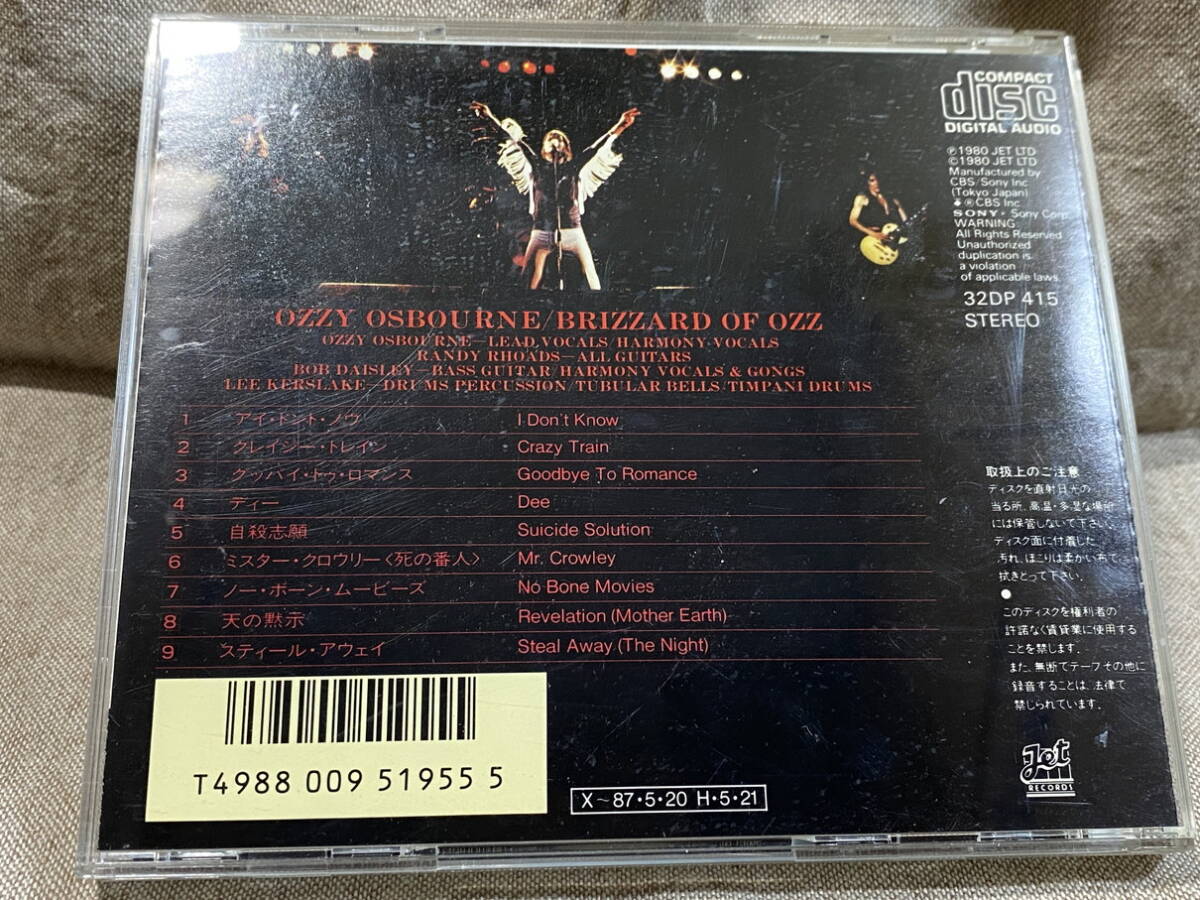 COMPACT
disc
DIGITAL AUDIO
℗1980 JET LTD
©1980 JET LTD
Manufactured by
CBS/Sony Inc
(Tokyo Japan)
®CBS Inc
SONY® Sony Corp.
WARNING:
All Rights Reserved
Unauthorized
duplication is
a violation
of applicable laws
32DP 415
STEREO
OZZY OSBOURNE/BRIZZARD OF OZZ
OZZY OSBOURNE—LEAD VOCALS/HARMONY VOCALS
RANDY RHOADS—ALL GUITARS
BOB DAISLEY—BASS GUITAR/HARMONY VOCALS & GONGS
LEE KERSLAKE—DRUMS PERCUSSION/TUBULAR BELLS/TIMPANI DRUMS
1 アイ・ドント・ノウ I Don't Know
2 クレイジー・トレイン Crazy Train
3 グッバイ・トゥ・ロマンス Goodbye To Romance
4 ディー Dee
5 自殺志願 Suicide Solution
6 ミスター・クロウリー〈死の番人〉 Mr. Crowley
7 ノー・ボーン・ムービーズ No Bone Movies
8 天の黙示 Revelation (Mother Earth)
9 スティール・アウェイ Steal Away (The Night)
取扱上のご注意
ディスクを直射日光の
当る所、高温・多湿な場所
には保管しないで下さい。
ディスク面に付着した
汚れ、ほこりは柔かい布で
拭きとって下さい。
●
このディスクを権利者の
許諾なく賃貸業に使用する
ことを禁じます。
また、無断でテープその他に
録音することは、法律で
禁じられています。
T4988 009 51955 5
X~87・5・20 H・5・21
Jet
RECORDS